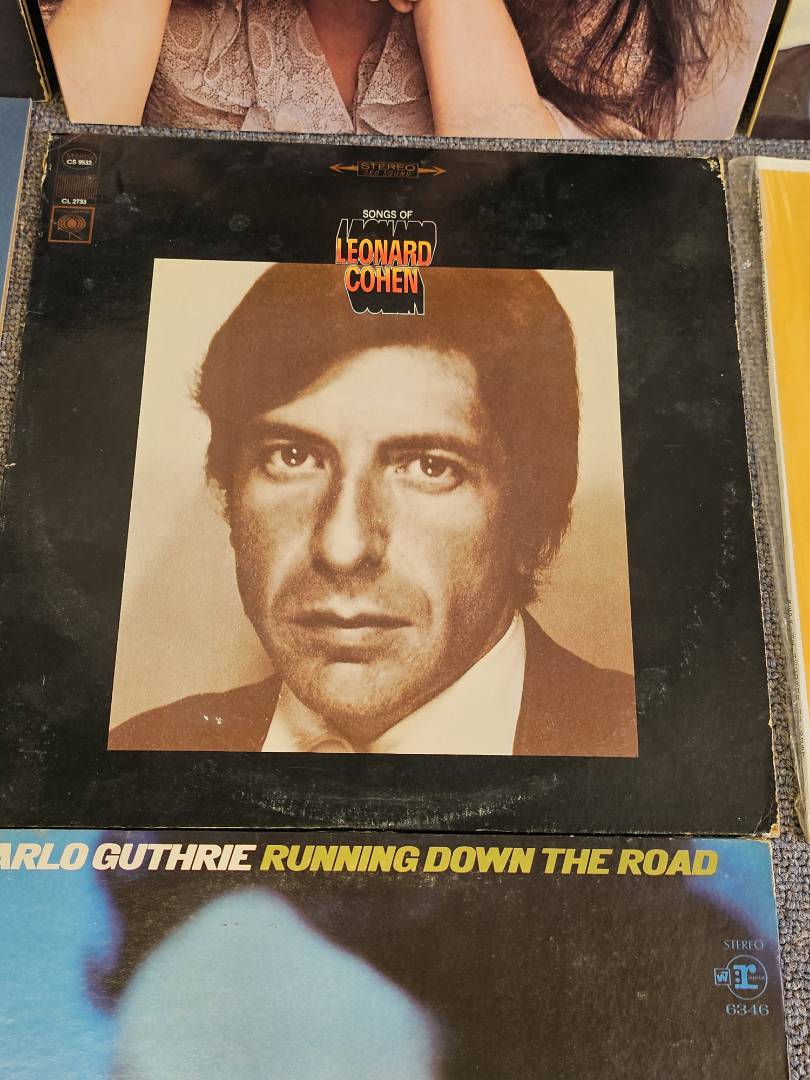 CS 9533
STEREO
360 SOUND
CL 2733
SONGS OF
LEONARD
COHEN
ARLO GUTHRIE RUNNING DOWN THE ROAD
STEREO
W B r
6346